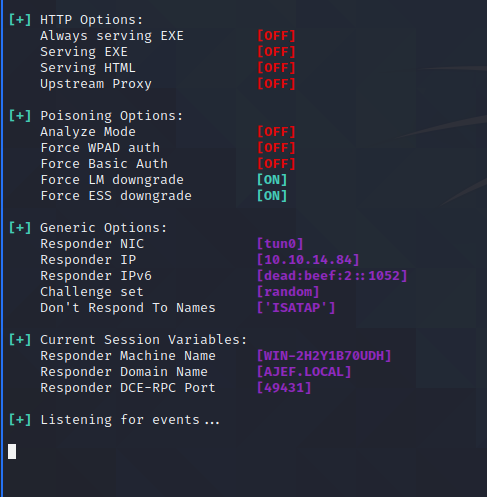 [+] HTTP Options:
Always serving EXE [OFF]
Serving EXE [OFF]
Serving HTML [OFF]
Upstream Proxy [OFF]
[+] Poisoning Options:
Analyze Mode [OFF]
Force WPAD auth [OFF]
Force Basic Auth [OFF]
Force LM downgrade [ON]
Force ESS downgrade [ON]
[+] Generic Options:
Responder NIC [tun0]
Responder IP [10.10.14.84]
Responder IPv6 [dead:beef:2::1052]
Challenge set [random]
Don't Respond To Names ['ISATAP']
[+] Current Session Variables:
Responder Machine Name [WIN-2H2Y1B70UDH]
Responder Domain Name [AJEF.LOCAL]
Responder DCE-RPC Port [49431]
[+] Listening for events...